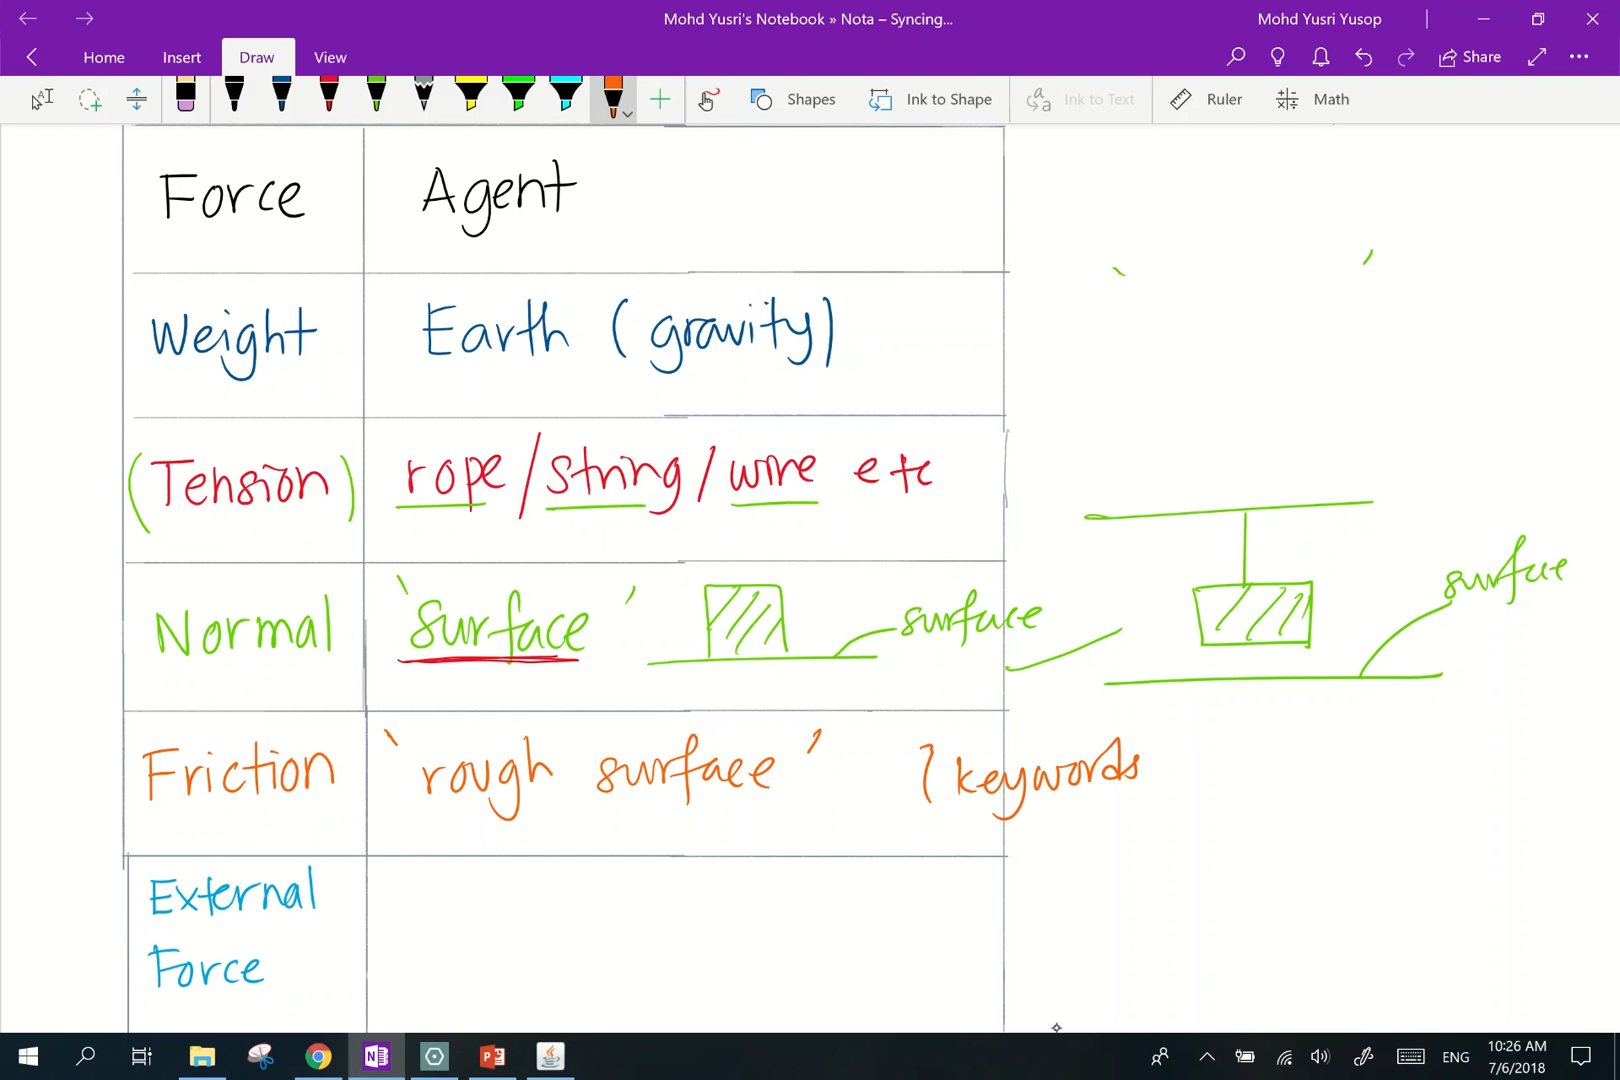 Mohd Yusri's Notebook » Nota – Syncing...
Mohd Yusri Yusop
Home
Insert
Draw
View
Share
Shapes
Ink to Shape
Ink to Text
Ruler
Math
Force
Agent
Weight
Earth (gravity)
(Tension)
rope/string/wire etc
Normal
'surface'
surface
surface
Friction
'rough surface'
(keywords
External
Force
ENG
10:26 AM
7/6/2018